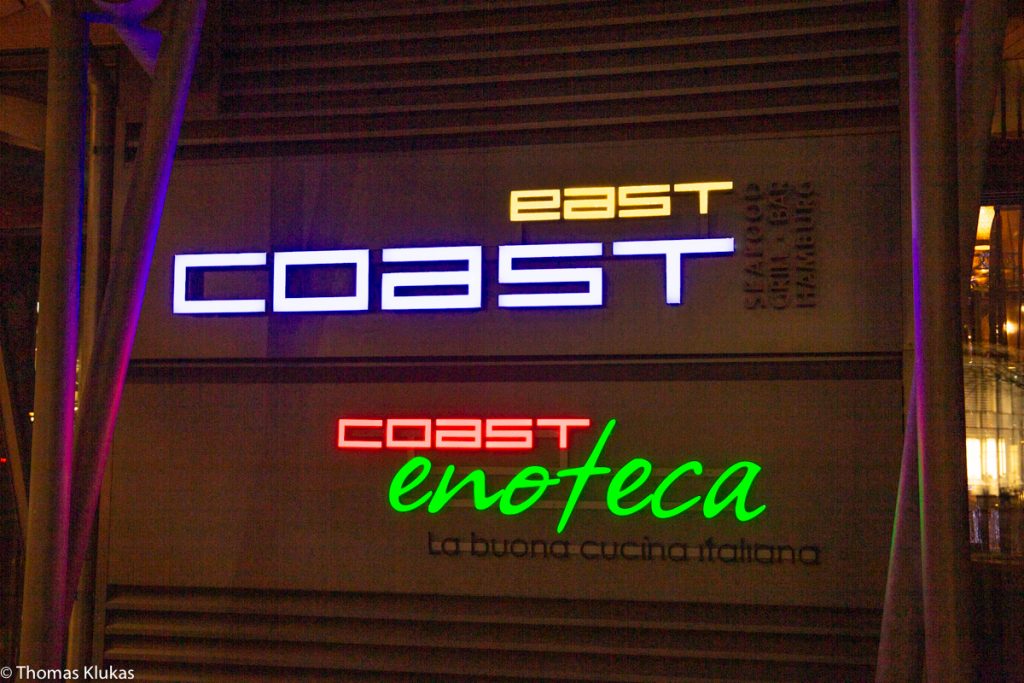 east
coast
SEAFOOD
GRILL & BAR
HAMBURG
coast
enoteca
La buona cucina italiana
© Thomas Klukas